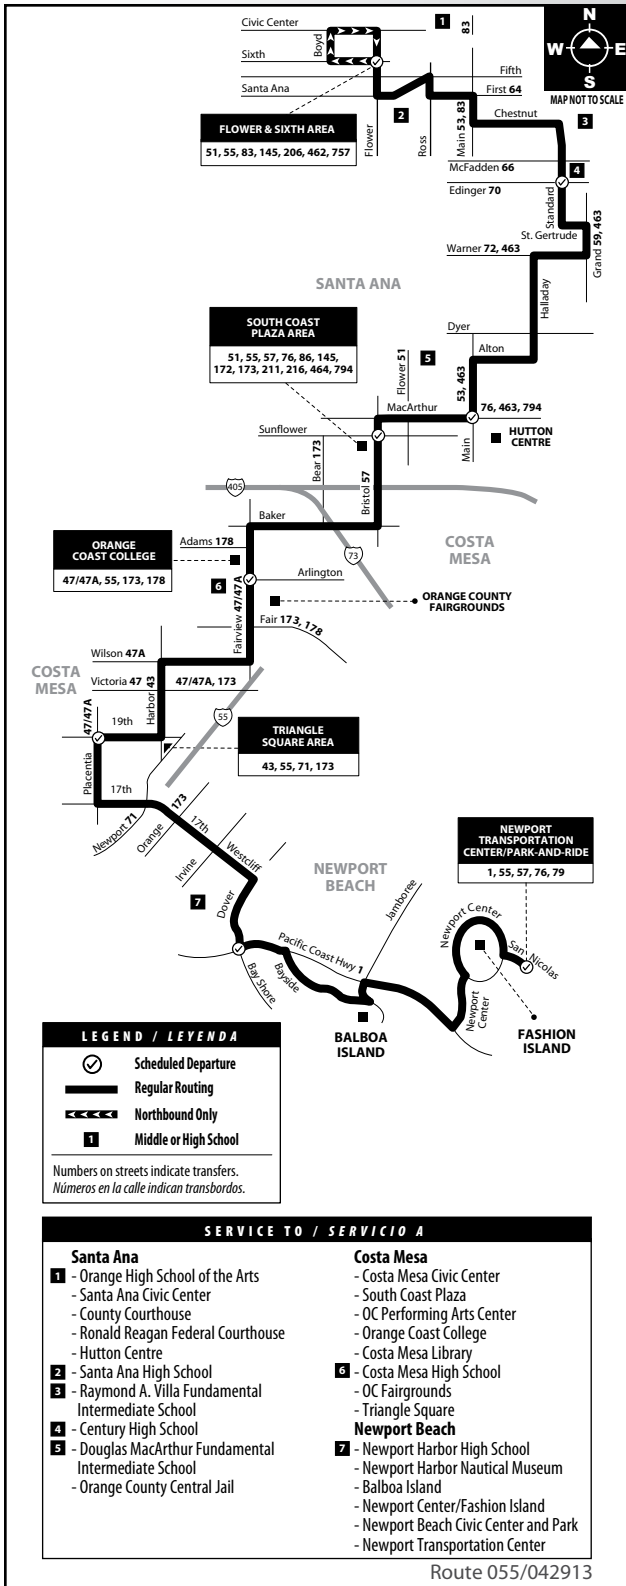 N
W
E
S
MAP NOT TO SCALE
Civic Center
1
83
Boyd
Sixth
Fifth
Santa Ana
First 64
2
Flower
Ross
Main 53, 83
Chestnut
3
FLOWER & SIXTH AREA
51, 55, 83, 145, 206, 462, 757
McFadden 66
4
Edinger 70
Standard
St. Gertrude
Grand 59, 463
Warner 72, 463
SANTA ANA
Halladay
SOUTH COAST
PLAZA AREA
51, 55, 57, 76, 86, 145,
172, 173, 211, 216, 464, 794
Dyer
Alton
Flower 51
5
53, 463
MacArthur
76, 463, 794
Sunflower
Main
HUTTON
CENTRE
Bear 173
Bristol 57
405
Baker
ORANGE
COAST COLLEGE
47/47A, 55, 173, 178
Adams 178
73
COSTA
MESA
6
Arlington
Fairview 47/47A
ORANGE COUNTY
FAIRGROUNDS
Fair 173, 178
Wilson 47A
COSTA
MESA
Victoria 47
47/47A, 173
Harbor 43
47/47A
19th
55
TRIANGLE
SQUARE AREA
43, 55, 71, 173
Placentia
17th
Newport 71
Orange
173
17th
Irvine
Westcliff
NEWPORT
BEACH
NEWPORT
TRANSPORTATION
CENTER/PARK-AND-RIDE
1, 55, 57, 76, 79
7
Dover
Jamboree
Newport Center
San Nicolas
Pacific Coast Hwy 1
Bay Shore
Bayside
Newport
Center
BALBOA
ISLAND
FASHION
ISLAND
LEGEND / LEYENDA
Scheduled Departure
Regular Routing
Northbound Only
1 Middle or High School
Numbers on streets indicate transfers.
Números en la calle indican transbordos.
SERVICE TO / SERVICIO A
Santa Ana
1 - Orange High School of the Arts
- Santa Ana Civic Center
- County Courthouse
- Ronald Reagan Federal Courthouse
- Hutton Centre
2 - Santa Ana High School
3 - Raymond A. Villa Fundamental
Intermediate School
4 - Century High School
5 - Douglas MacArthur Fundamental
Intermediate School
- Orange County Central Jail
Costa Mesa
- Costa Mesa Civic Center
- South Coast Plaza
- OC Performing Arts Center
- Orange Coast College
- Costa Mesa Library
6 - Costa Mesa High School
- OC Fairgrounds
- Triangle Square
Newport Beach
7 - Newport Harbor High School
- Newport Harbor Nautical Museum
- Balboa Island
- Newport Center/Fashion Island
- Newport Beach Civic Center and Park
- Newport Transportation Center
Route 055/042913